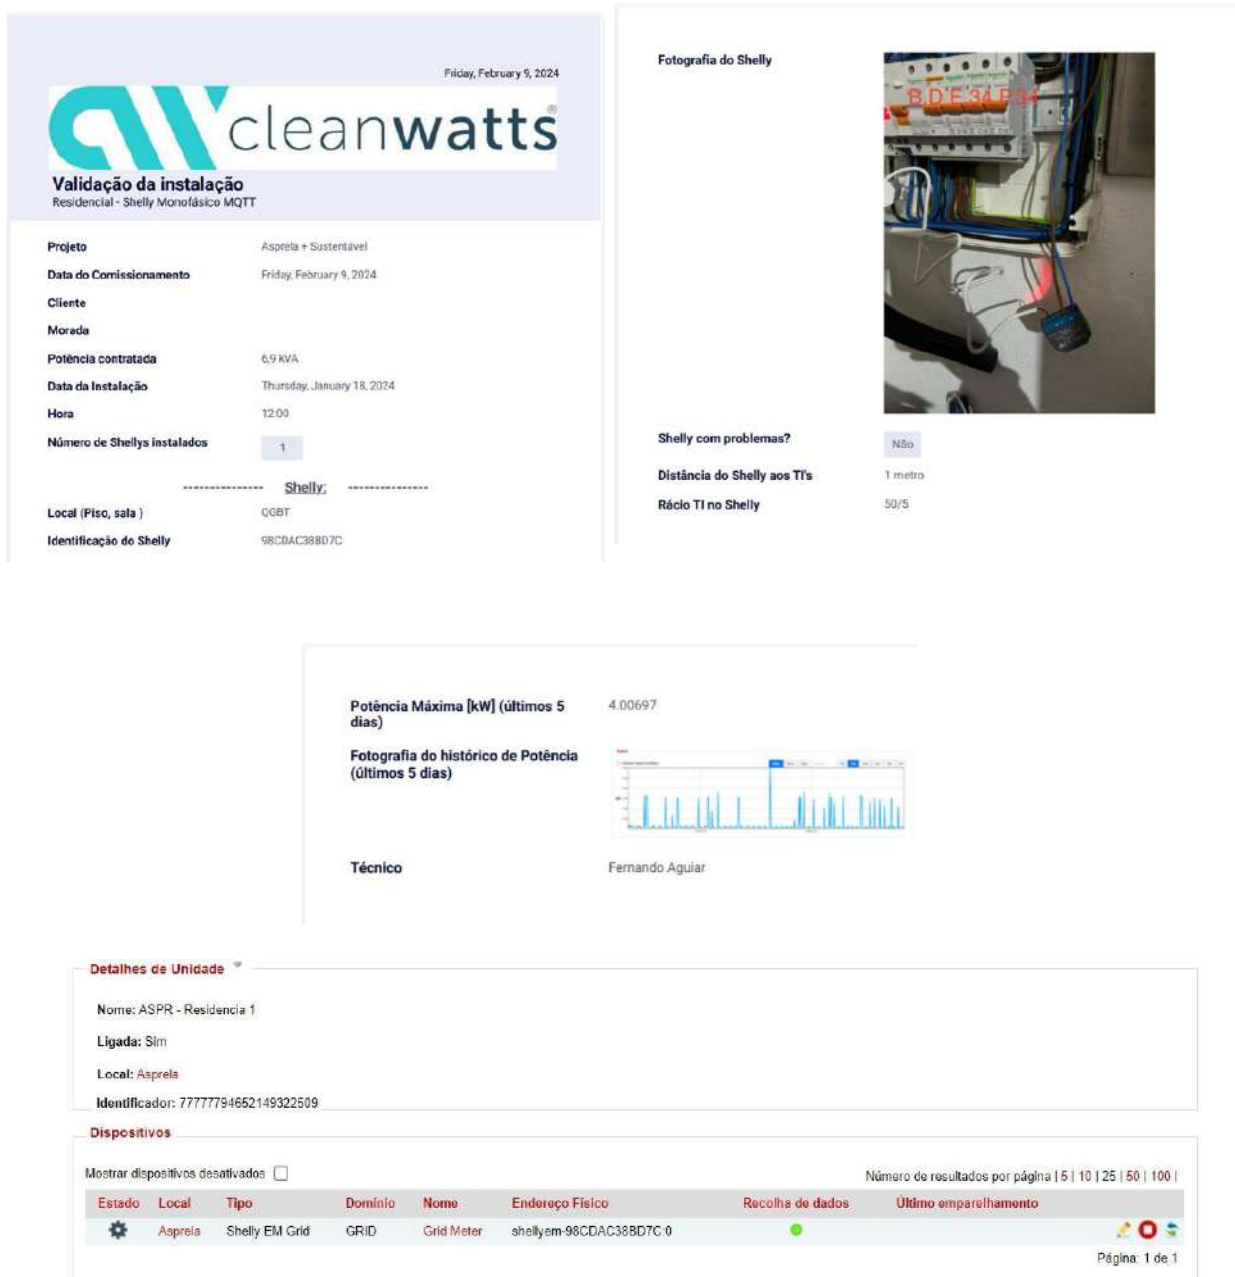 Friday, February 9, 2024
cleanwatts®
Validação da instalação
Residencial - Shelly Monofásico MQTT
Projeto Asprela + Sustentável
Data do Comissionamento Friday, February 9, 2024
Cliente
Morada
Potência contratada 6,9 kVA
Data da Instalação Thursday, January 18, 2024
Hora 12:00
Número de Shellys instalados 1
--------------- Shelly: ---------------
Local (Piso, sala ) QGBT
Identificação do Shelly 98CDAC38BD7C
Fotografia do Shelly
Shelly com problemas? Não
Distância do Shelly aos TI's 1 metro
Rácio TI no Shelly 50/5
Potência Máxima [kW] (últimos 5 4.00697
dias)
Fotografia do histórico de Potência
(últimos 5 dias)
Técnico Fernando Aguiar
Detalhes de Unidade
Nome: ASPR - Residencia 1
Ligada: Sim
Local: Asprela
Identificador: 77777794652149322509
Dispositivos
Mostrar dispositivos desativados
Número de resultados por página | 5 | 10 | 25 | 50 | 100 |
Estado Local Tipo Domínio Nome Endereço Físico Recolha de dados Último emparelhamento
Asprela Shelly EM Grid GRID Grid Meter shellyem-98CDAC38BD7C:0
Página: 1 de 1